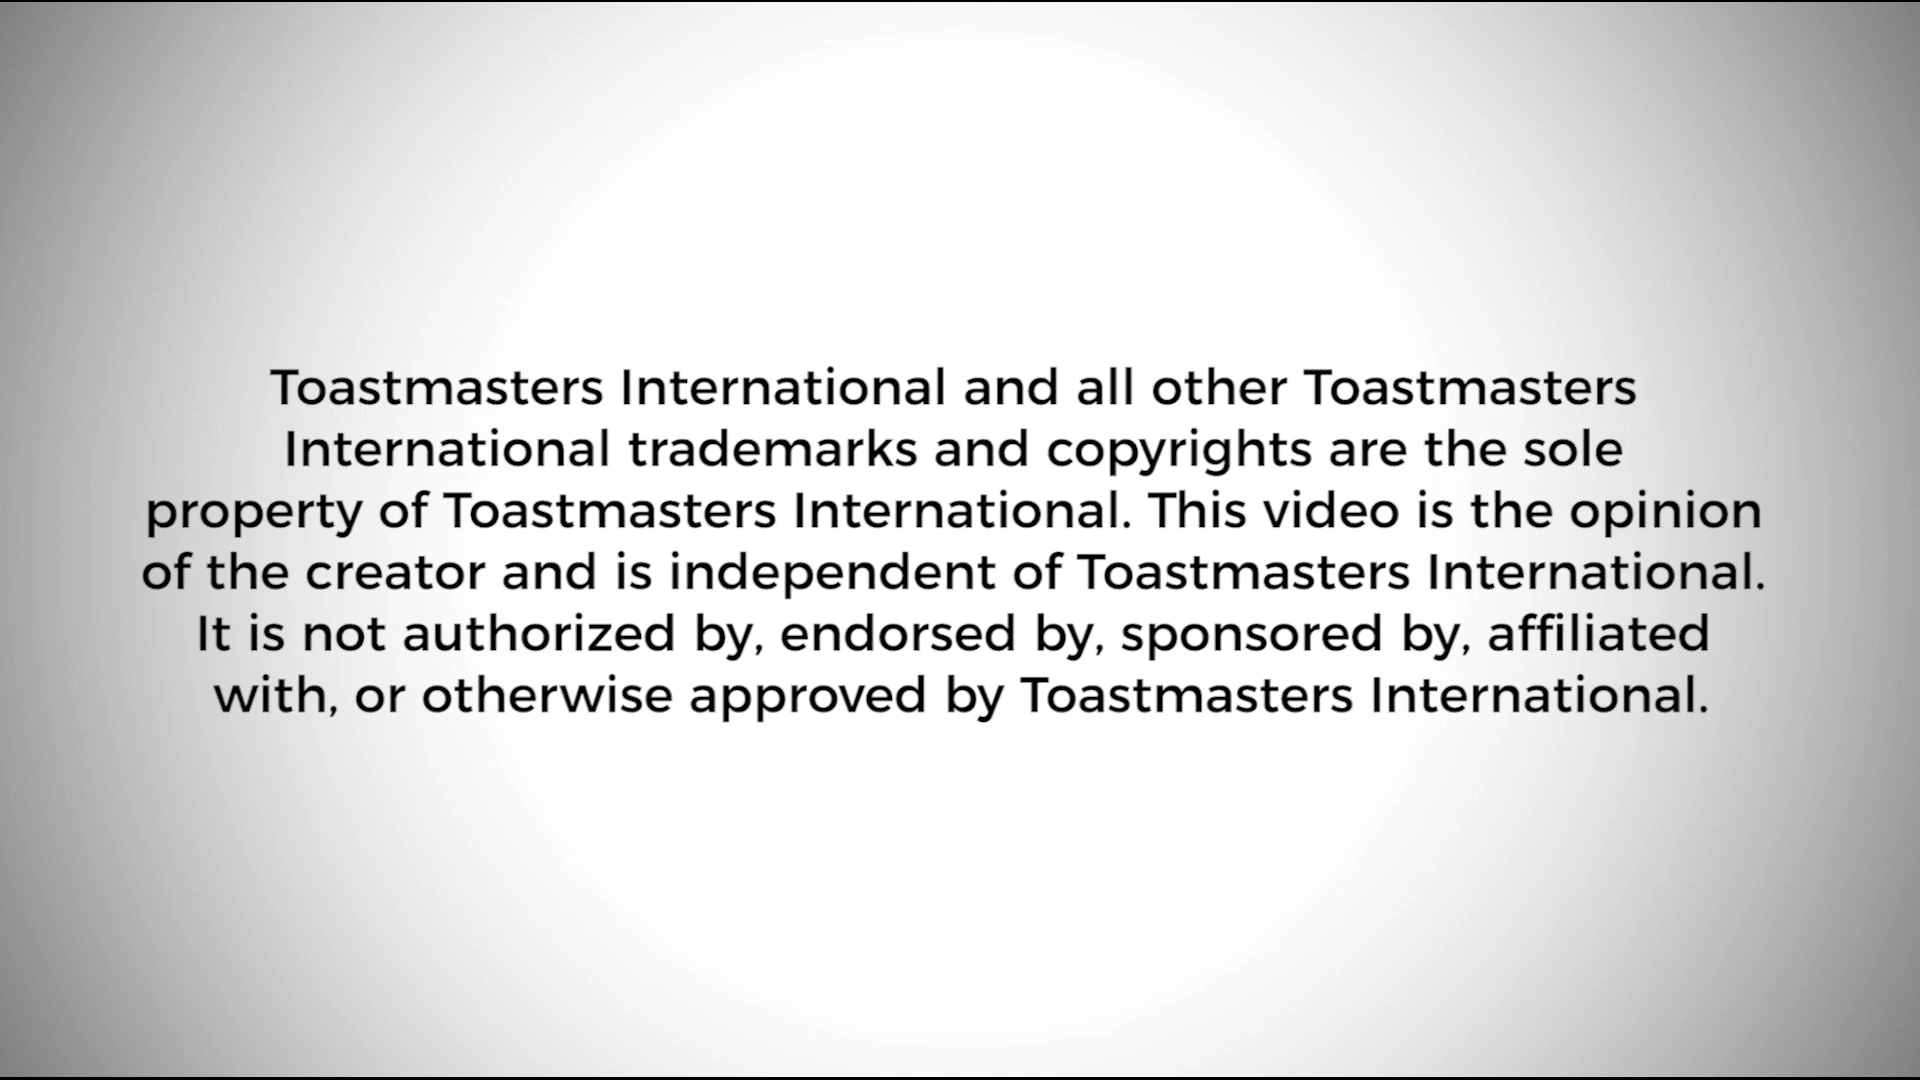 Toastmasters International and all other Toastmasters
International trademarks and copyrights are the sole
property of Toastmasters International. This video is the opinion
of the creator and is independent of Toastmasters International.
It is not authorized by, endorsed by, sponsored by, affiliated
with, or otherwise approved by Toastmasters International.